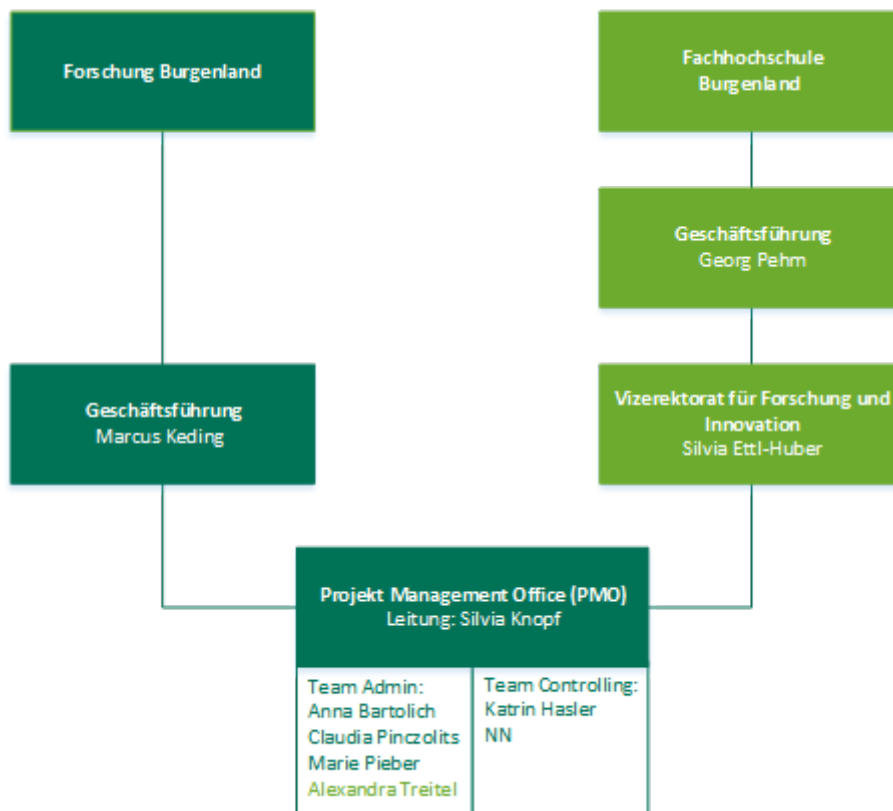 Forschung Burgenland
Fachhochschule
Burgenland
Geschäftsführung
Georg Pehm
Geschäftsführung
Marcus Keding
Vizerektorat für Forschung und
Innovation
Silvia Ettl-Huber
Projekt Management Office (PMO)
Leitung: Silvia Knopf
Team Admin:
Anna Bartolich
Claudia Pinczolits
Marie Pieber
Alexandra Treitel
Team Controlling:
Katrin Hasler
NN